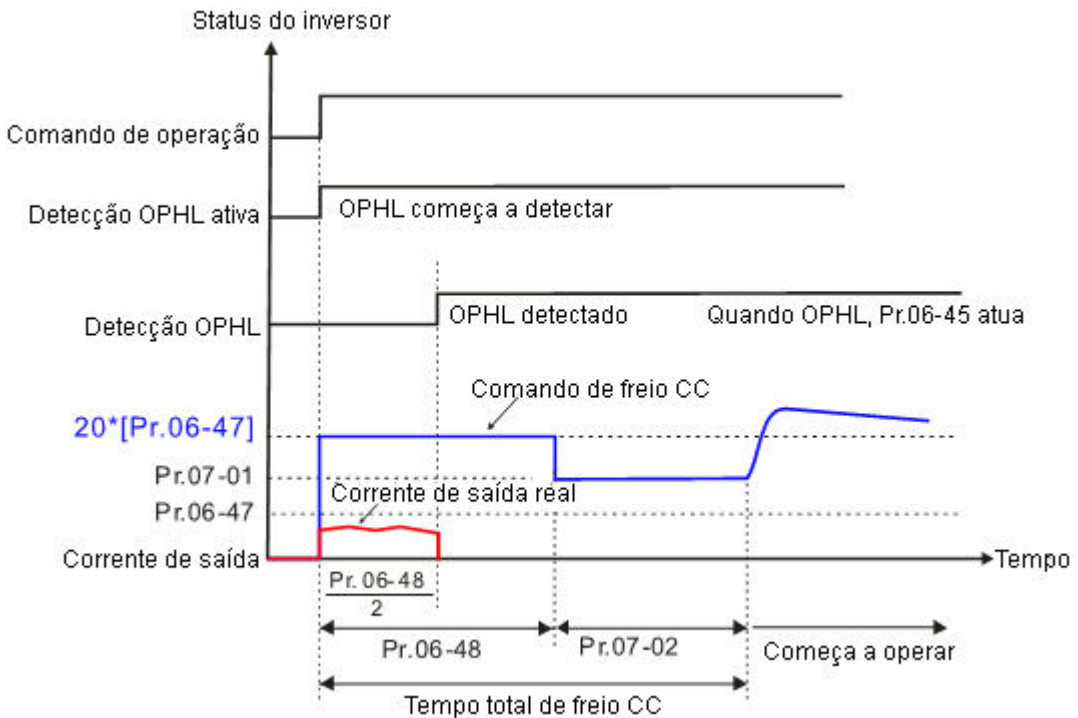 Status do inversor
Comando de operação
Detecção OPHL ativa
OPHL começa a detectar
Detecção OPHL
OPHL detectado
Quando OPHL, Pr.06-45 atua
Comando de freio CC
20*[Pr.06-47]
Pr.07-01
Corrente de saída real
Pr.06-47
Corrente de saída
Tempo
Pr. 06-48
2
Pr.06-48
Pr.07-02
Começa a operar
Tempo total de freio CC